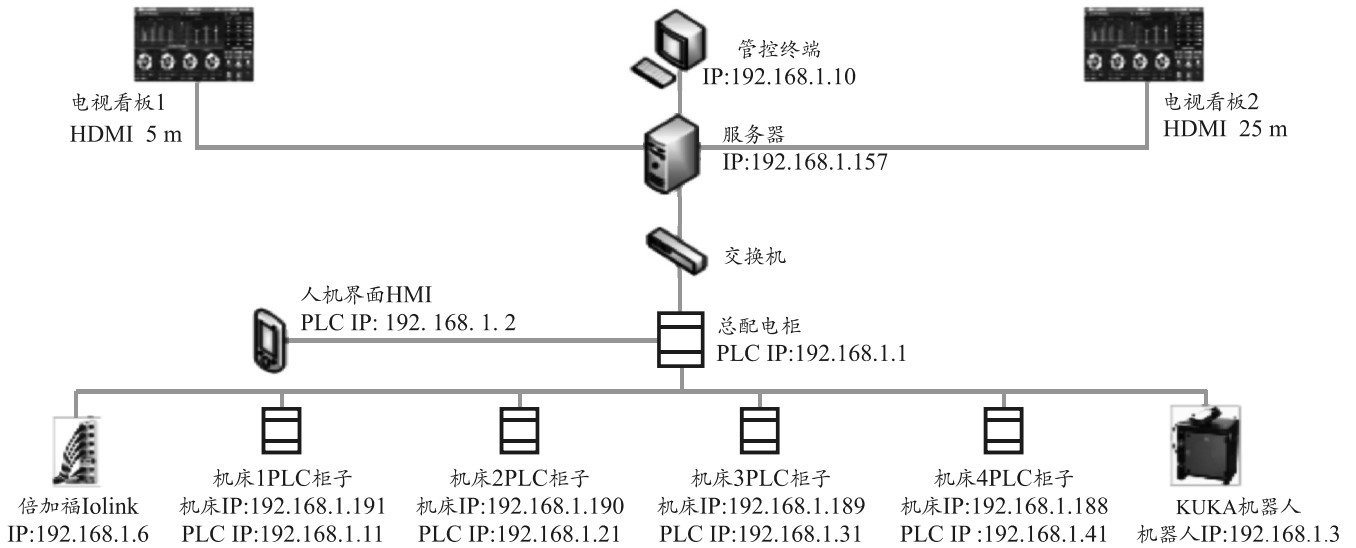 电视看板1
HDMI 5 m
管控终端
IP:192.168.1.10
电视看板2
HDMI 25 m
服务器
IP:192.168.1.157
交换机
人机界面HMI
PLC IP: 192. 168. 1. 2
总配电柜
PLC IP:192.168.1.1
倍加福Iolink
IP:192.168.1.6
机床1PLC柜子
机床IP:192.168.1.191
PLC IP:192.168.1.11
机床2PLC柜子
机床IP:192.168.1.190
PLC IP:192.168.1.21
机床3PLC柜子
机床IP:192.168.1.189
PLC IP:192.168.1.31
机床4PLC柜子
机床IP:192.168.1.188
PLC IP :192.168.1.41
KUKA机器人
机器人IP:192.168.1.3